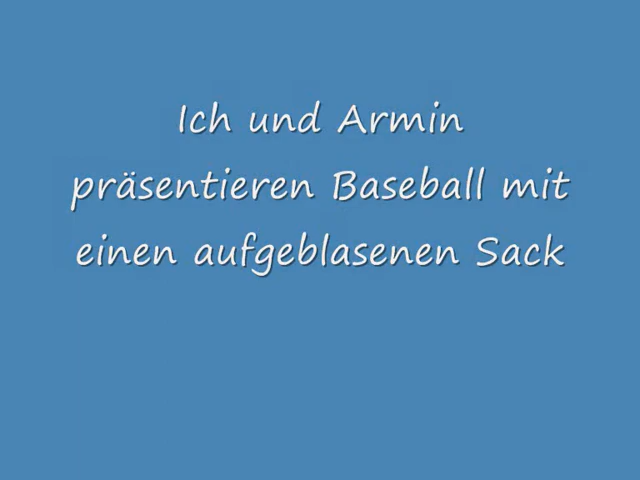 Ich und Armin
präsentieren Baseball mit
einen aufgeblasenen Sack